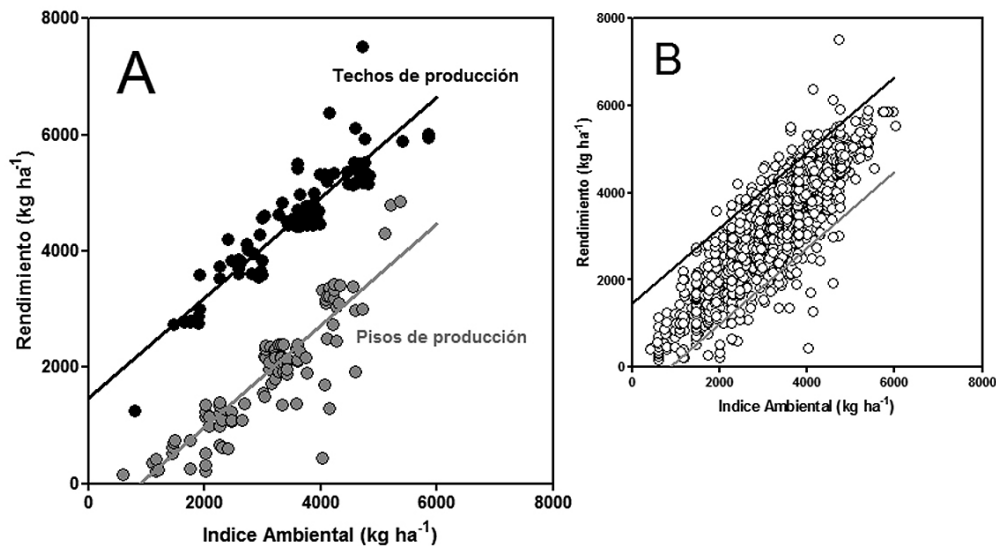 A
Techos de producción
Pisos de producción
8000
6000
4000
2000
0
Rendimiento (kg ha-1)
0 2000 4000 6000 8000
Indice Ambiental (kg ha-1)
B
8000
6000
4000
2000
0
Rendimiento (kg ha-1)
0 2000 4000 6000 8000
Indice Ambiental (kg ha-1)